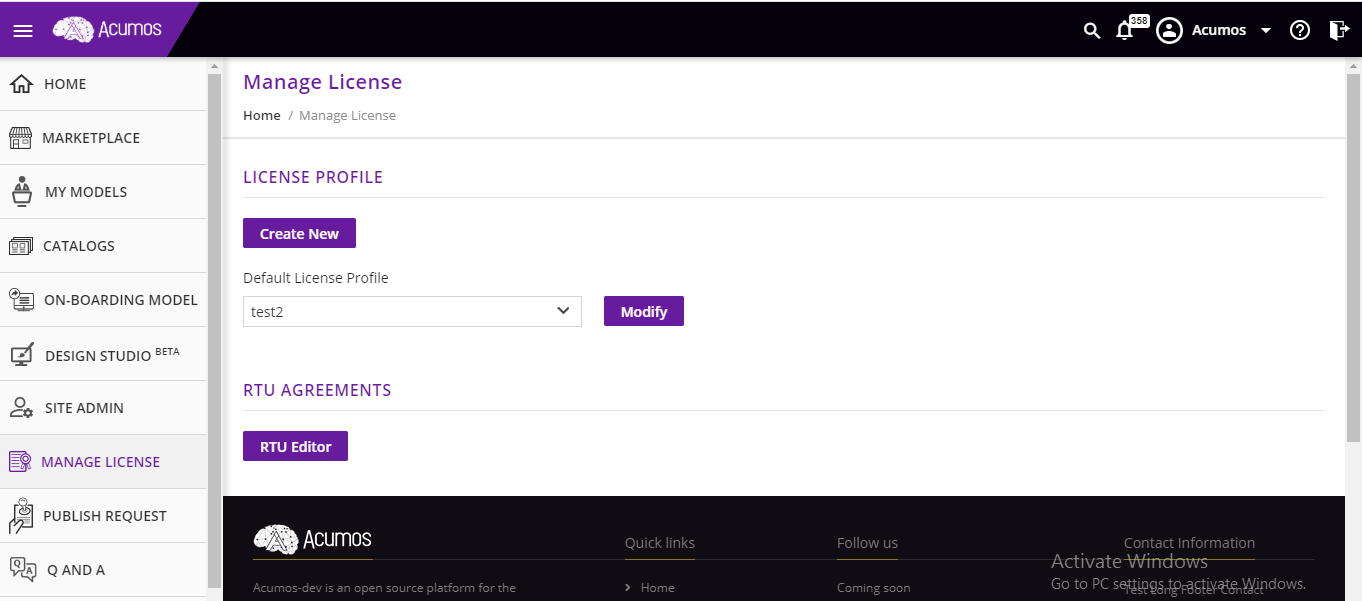 Acumos
358
Acumos
HOME
MARKETPLACE
MY MODELS
CATALOGS
ON-BOARDING MODEL
DESIGN STUDIO BETA
SITE ADMIN
MANAGE LICENSE
PUBLISH REQUEST
Q AND A
Manage License
Home / Manage License
LICENSE PROFILE
Create New
Default License Profile
test2
Modify
RTU AGREEMENTS
RTU Editor
Acumos
Acumos-dev is an open source platform for the
Quick links
Home
Follow us
Coming soon
Contact Information
Test Long Footer Contact
Activate Windows
Go to PC settings to activate Windows.